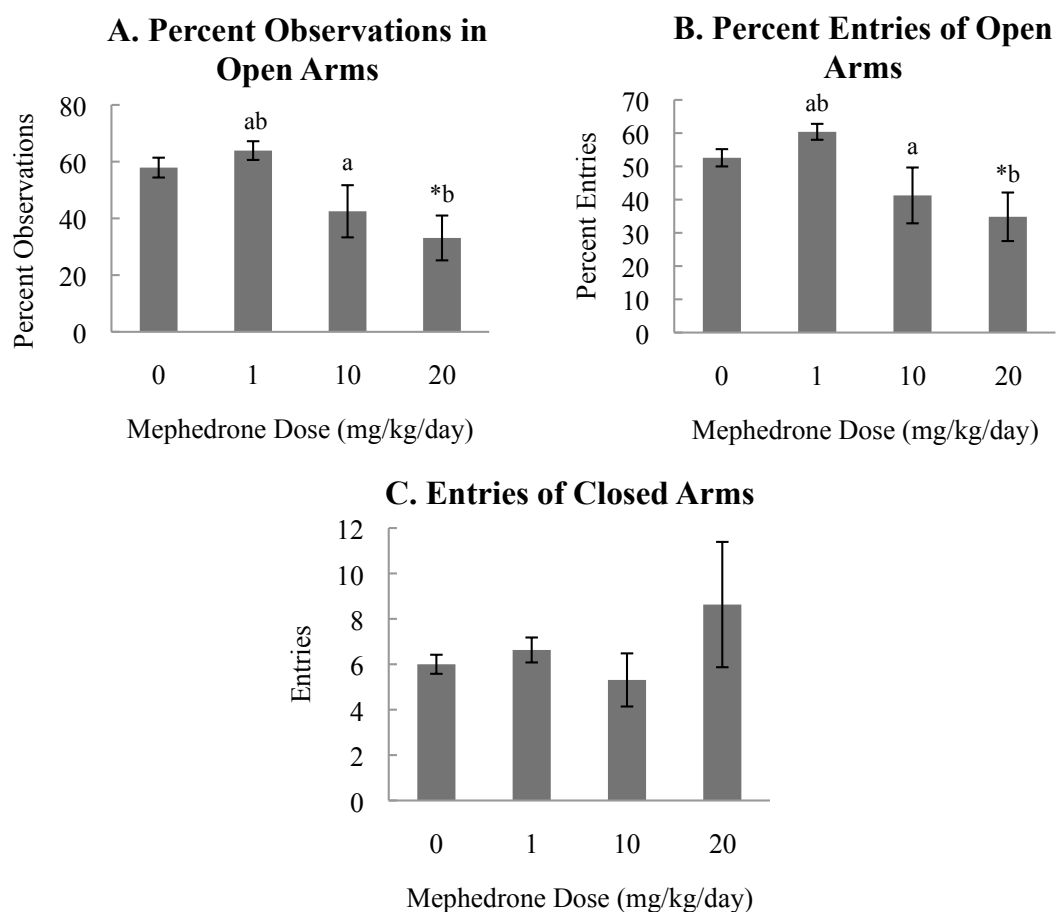 A. Percent Observations in
Open Arms
Percent Observations
80
60
40
20
0
ab
a
*b
0 1 10 20
Mephedrone Dose (mg/kg/day)
B. Percent Entries of Open
Arms
Percent Entries
70
60
50
40
30
20
10
0
ab
a
*b
0 1 10 20
Mephedrone Dose (mg/kg/day)
C. Entries of Closed Arms
Entries
12
10
8
6
4
2
0
0 1 10 20
Mephedrone Dose (mg/kg/day)